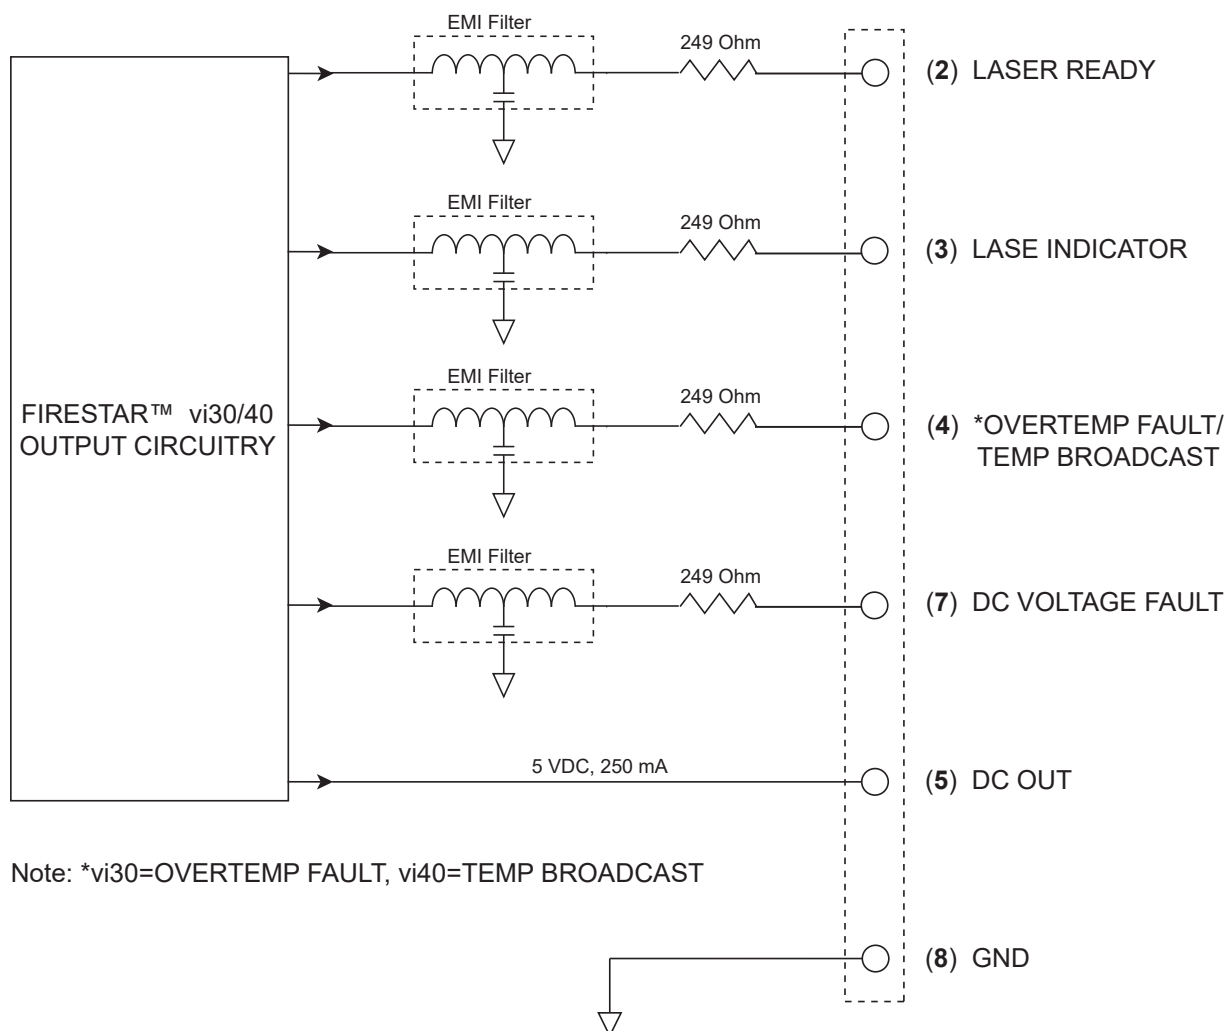 EMI Filter
249 Ohm
(2) LASER READY
EMI Filter
249 Ohm
(3) LASE INDICATOR
EMI Filter
249 Ohm
FIRESTAR™ vi30/40
OUTPUT CIRCUITRY
(4) *OVERTEMP FAULT/
TEMP BROADCAST
EMI Filter
249 Ohm
(7) DC VOLTAGE FAULT
5 VDC, 250 mA
(5) DC OUT
Note: *vi30=OVERTEMP FAULT, vi40=TEMP BROADCAST
(8) GND